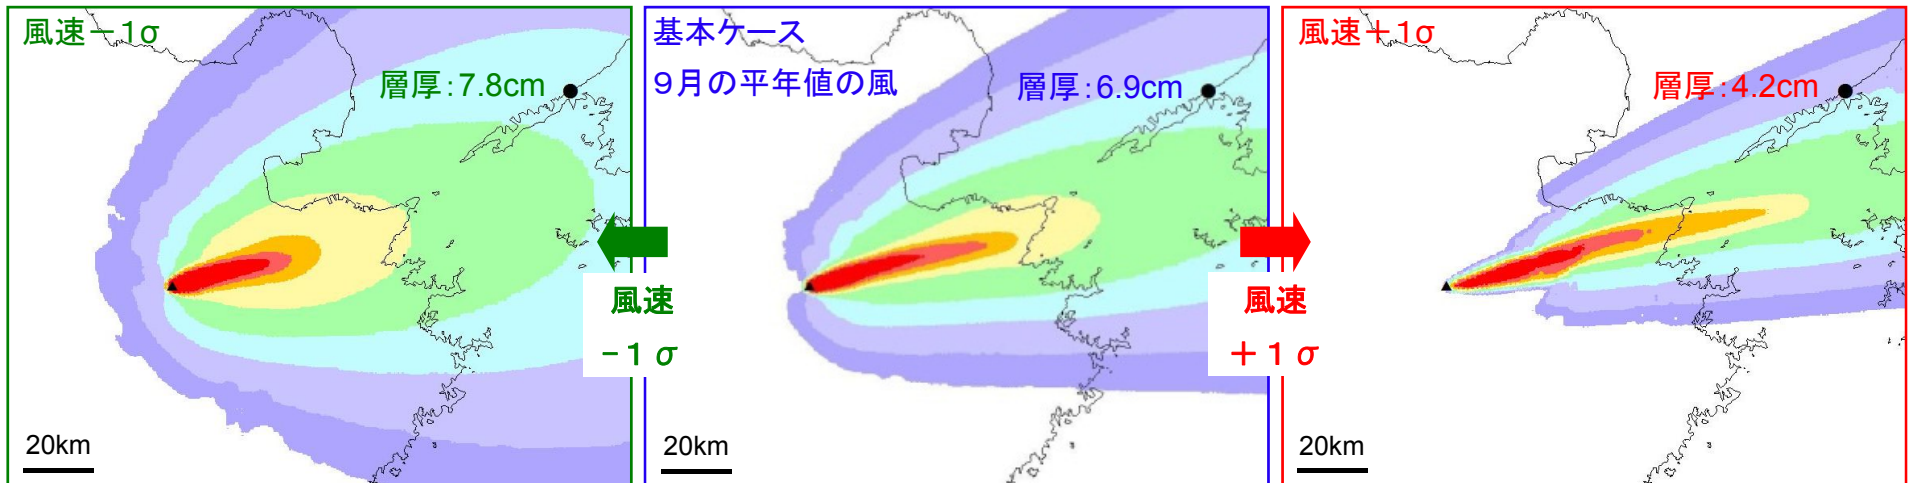 風速－1σ
層厚：7.8cm
20km
風速
－１σ
基本ケース
９月の平年値の風
層厚：6.9cm
20km
風速
＋１σ
風速＋1σ
層厚：4.2cm
20km